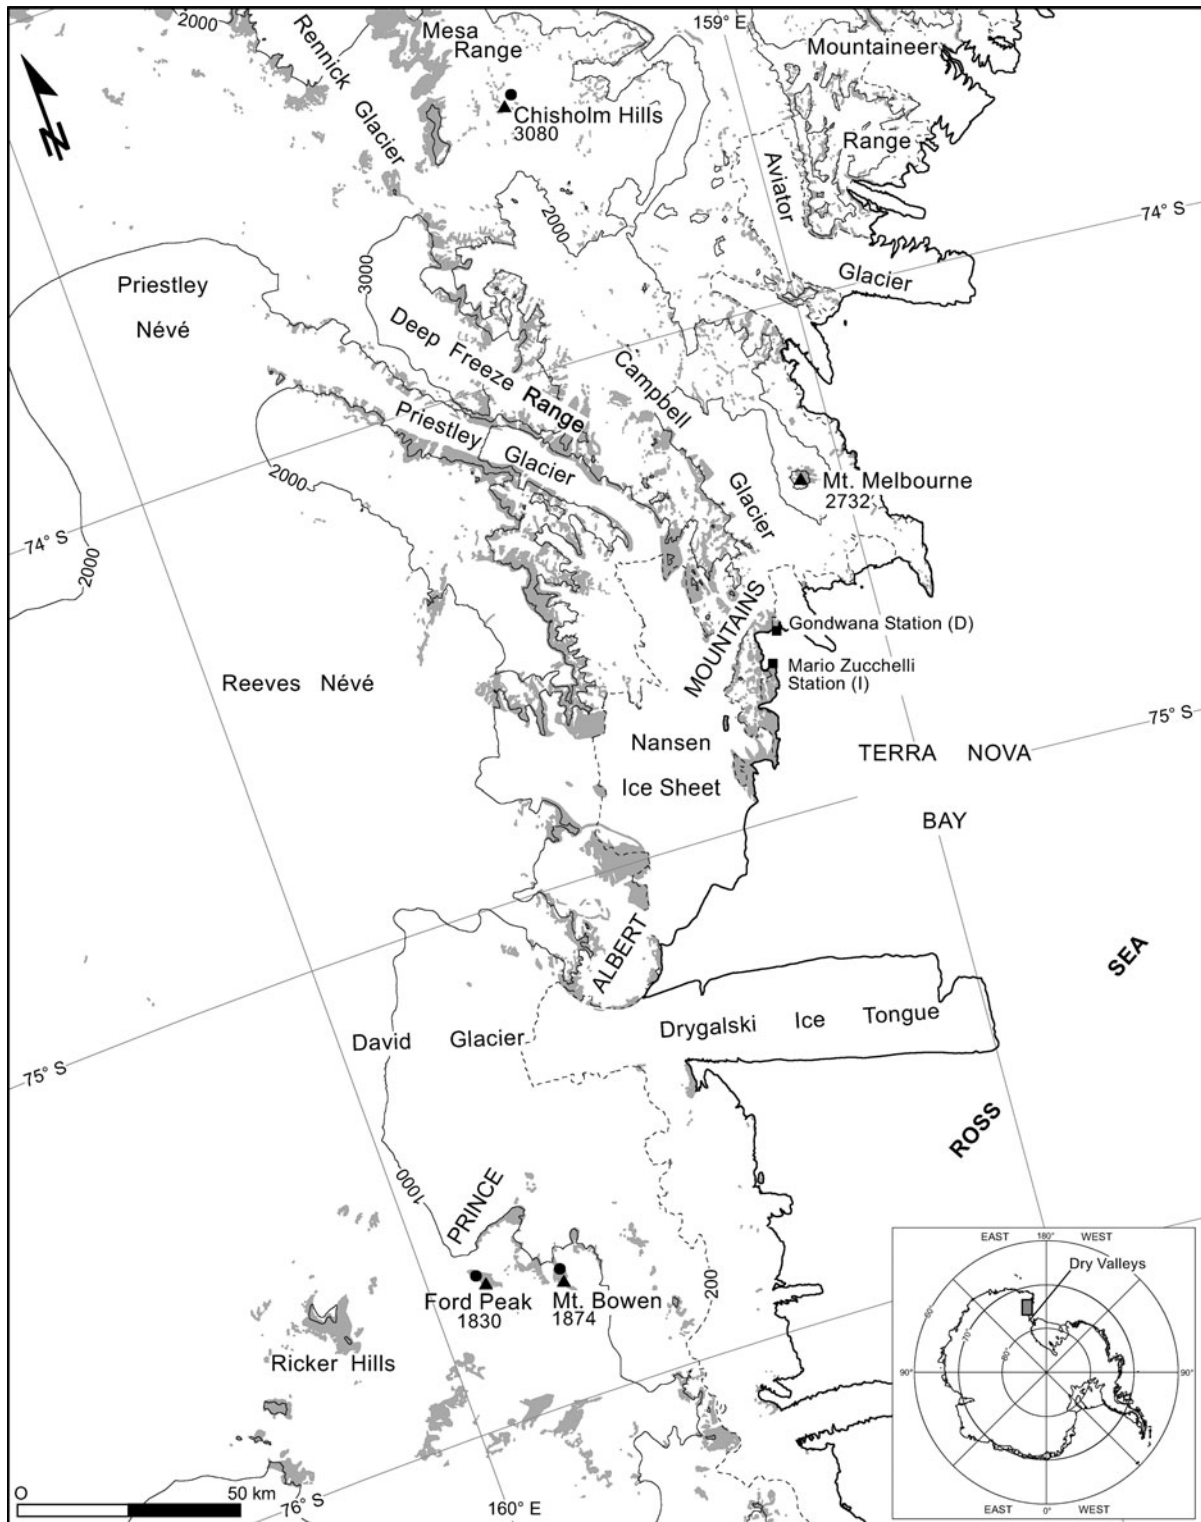 2000
Rennick
Glacier
Mesa
Range
159° E
Mountaineer
Range
N
Chisholm Hills
3080
Aviator
Glacier
74° S
2000
3000
Priestley
Névé
Deep Freeze Range
Campbell
Glacier
Priestley
Glacier
2000
Mt. Melbourne
2732
74° S
2000
MOUNTAINS
Gondwana Station (D)
Mario Zucchelli
Station (I)
Reeves Névé
75° S
Nansen
Ice Sheet
TERRA NOVA
BAY
ALBERT
SEA
David Glacier
Drygalski Ice Tongue
75° S
ROSS
1000
PRINCE
200
Ford Peak
1830
Mt. Bowen
1874
Ricker Hills
EAST
180°
WEST
Dry Valleys
60°
70°
80°
90°
90°
EAST
0°
WEST
O
50 km
76° S
160° E